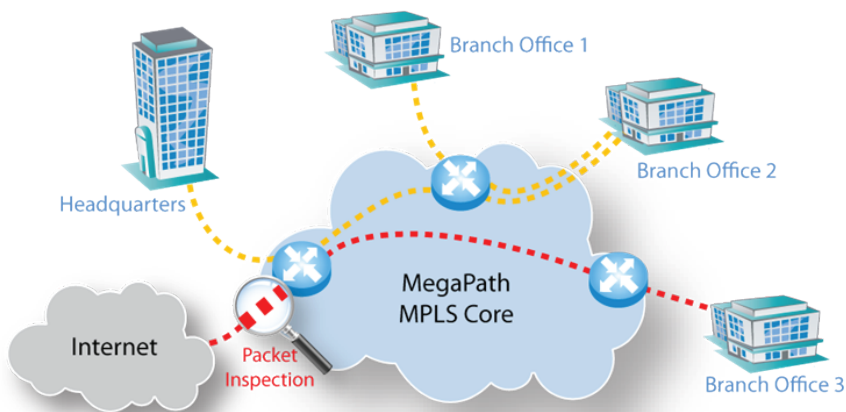 Branch Office 1
Branch Office 2
Headquarters
MegaPath
MPLS Core
Internet
Packet
Inspection
Branch Office 3